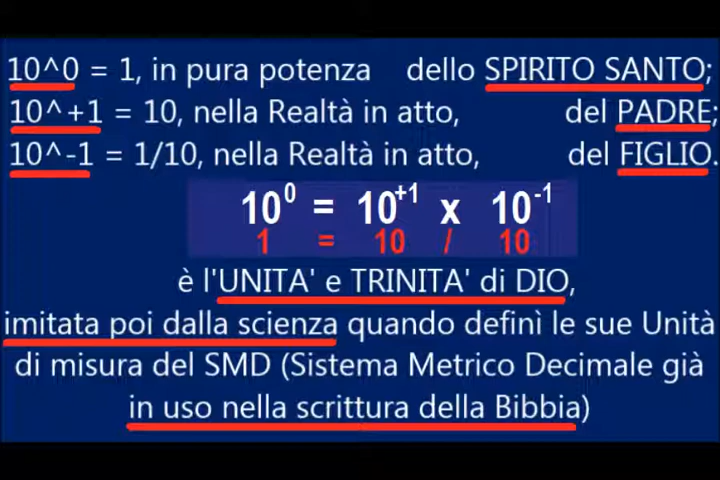 10^0 = 1, in pura potenza dello SPIRITO SANTO;
10^+1 = 10, nella Realtà in atto, del PADRE;
10^-1 = 1/10, nella Realtà in atto, del FIGLIO.
10⁰ = 10⁺¹ x 10⁻¹
1 = 10 / 10
è l'UNITA' e TRINITA' di DIO,
imitata poi dalla scienza quando definì le sue Unità
di misura del SMD (Sistema Metrico Decimale già
in uso nella scrittura della Bibbia)